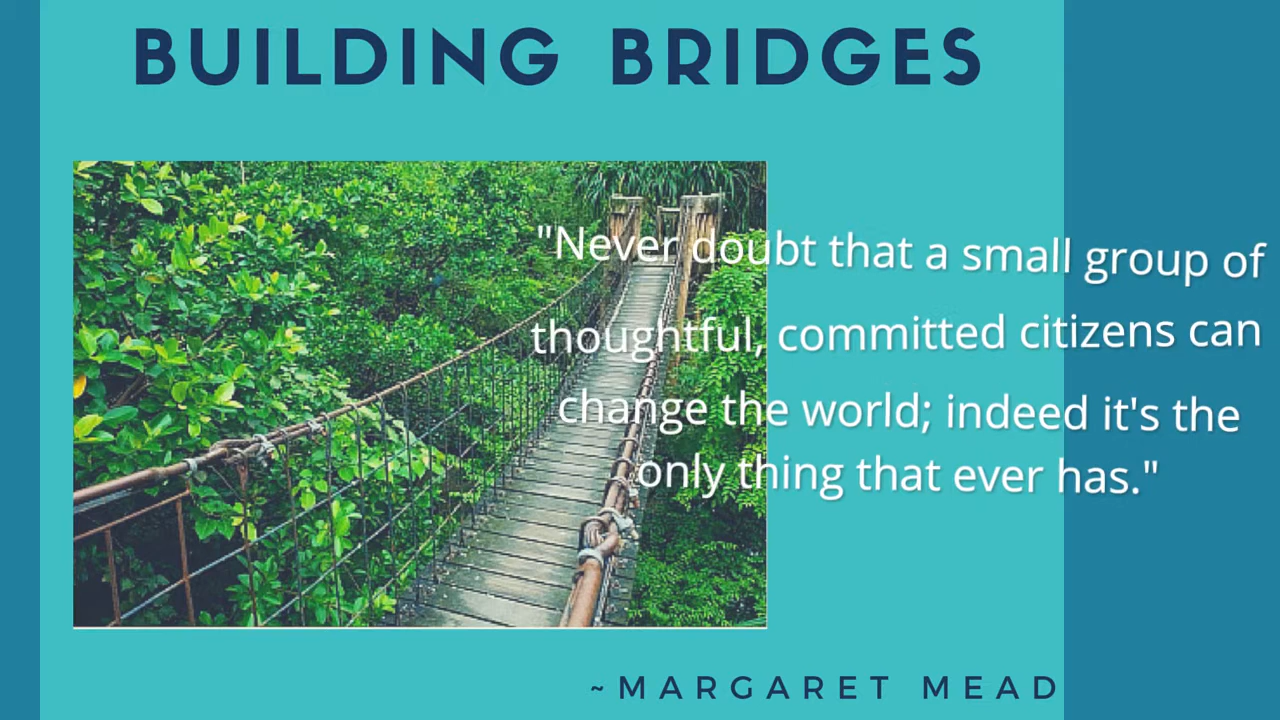 BUILDING BRIDGES
"Never doubt that a small group of
thoughtful, committed citizens can
change the world; indeed it's the
only thing that ever has."
~MARGARET MEAD